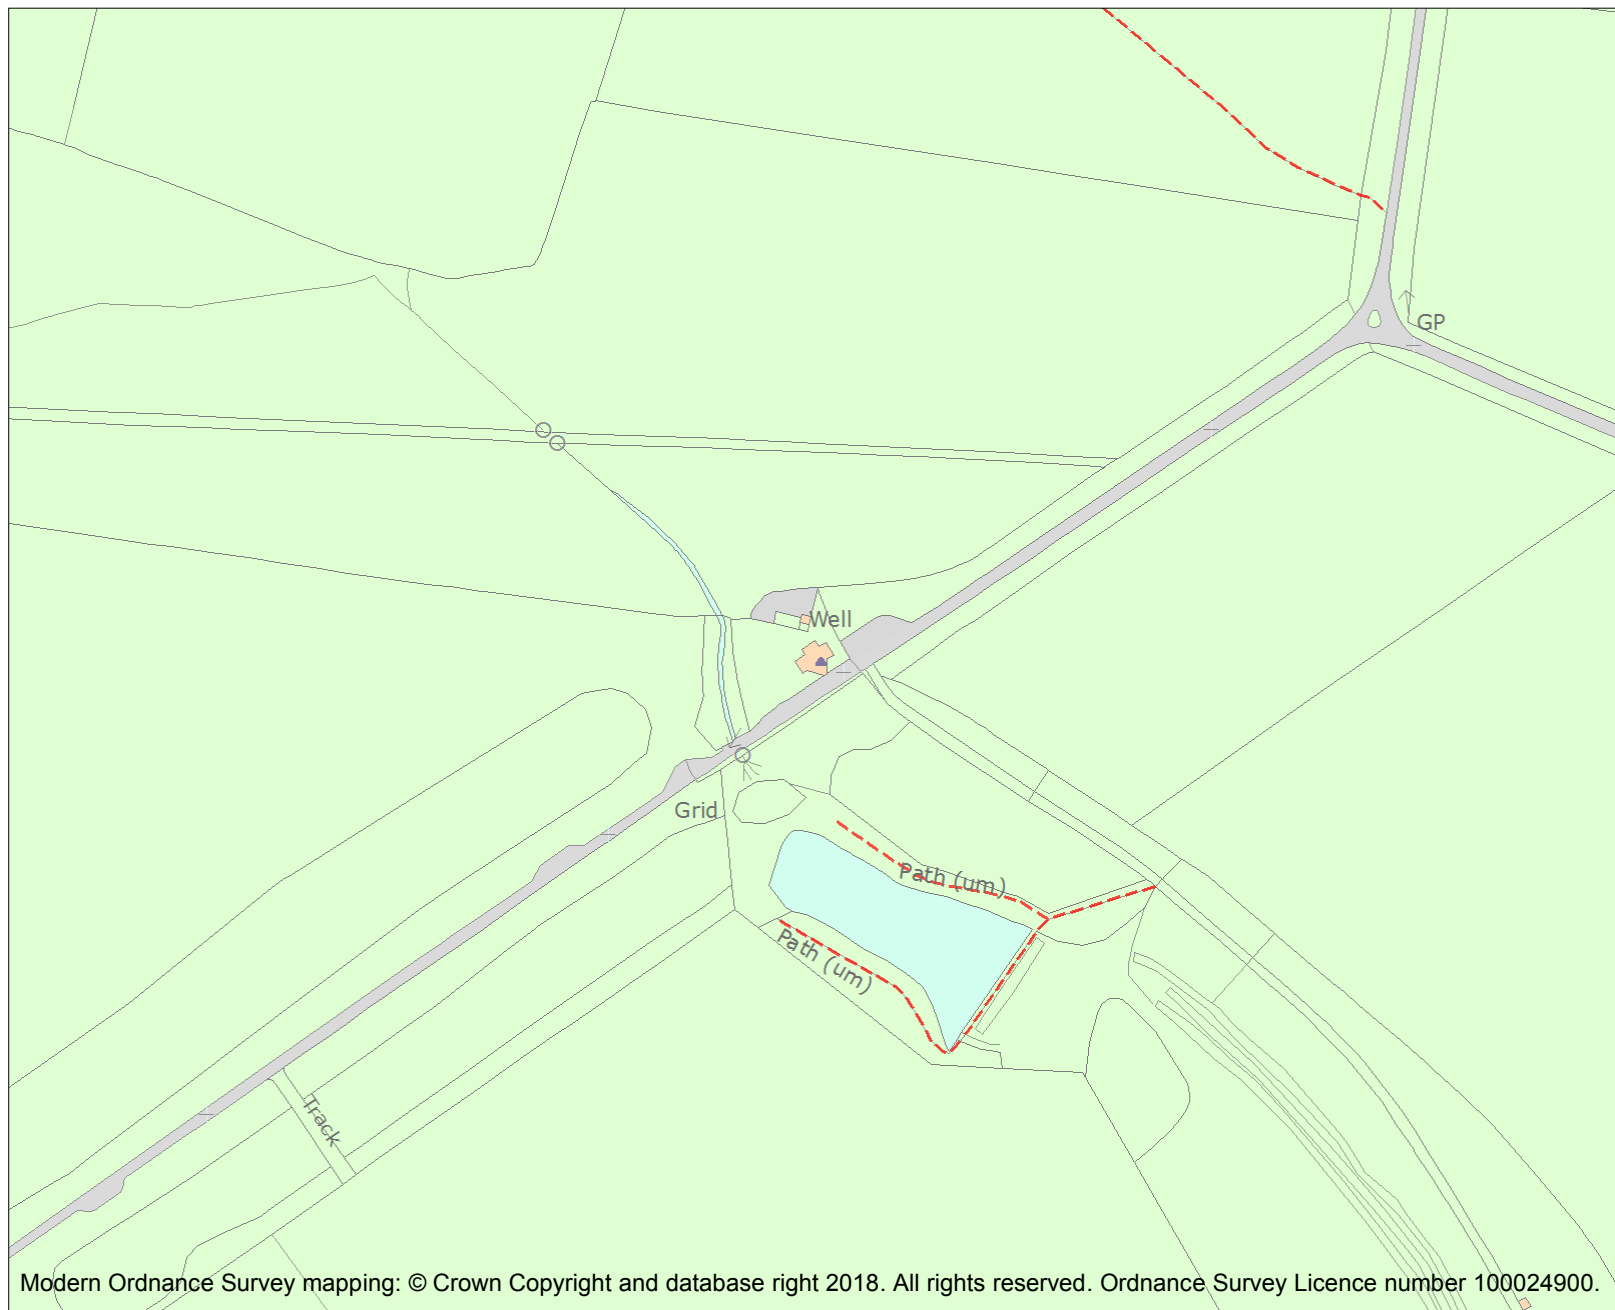 GP
Well
Grid
Path (um)
Path (um)
Track
Modern Ordnance Survey mapping: © Crown Copyright and database right 2018. All rights reserved. Ordnance Survey Licence number 100024900.